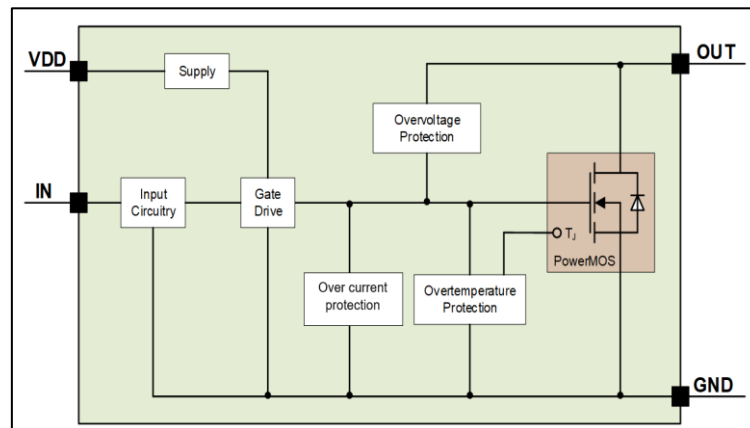 VDD
OUT
Supply
Overvoltage
Protection
IN
Input
Circuitry
Gate
Drive
TJ
PowerMOS
Over current
protection
Overtemperature
Protection
GND